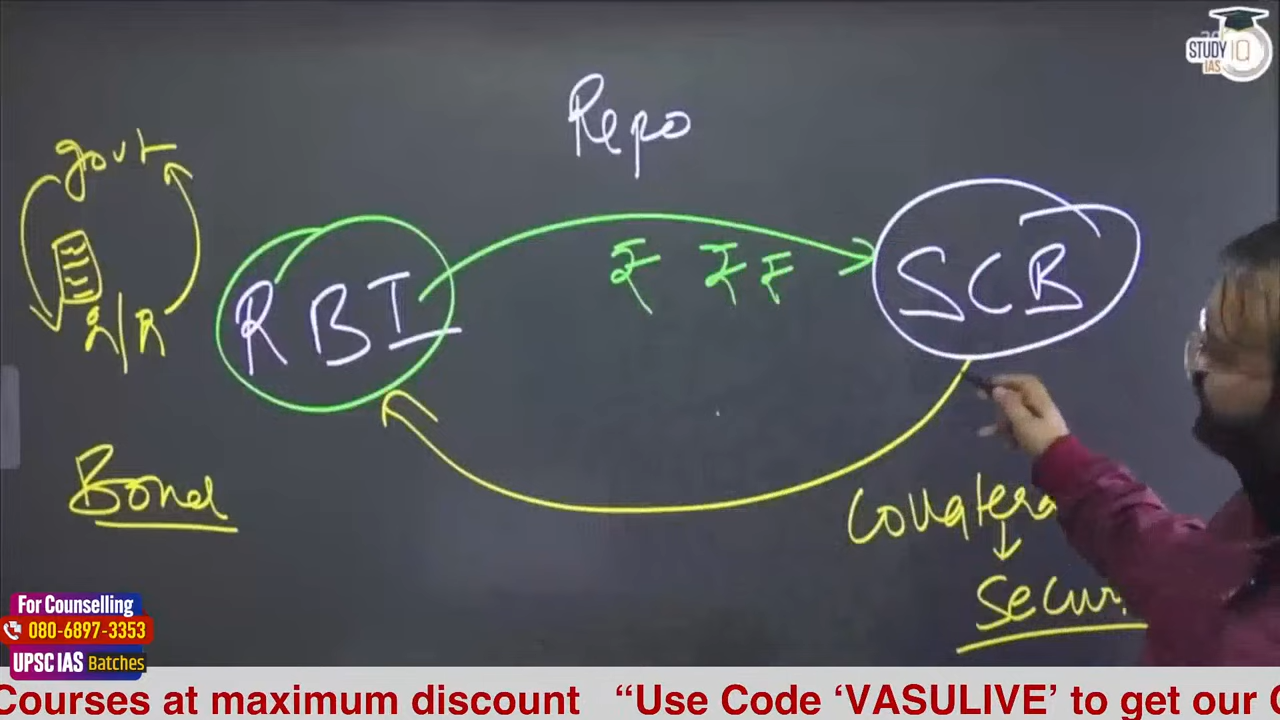 STUDY IQ
IAS
Repo
govt
RBI
₹ ₹ ₹
SCB
Bond
Collatera
Secur
For Counselling
080-6897-3353
UPSC IAS Batches
Courses at maximum discount “Use Code ‘VASULIVE’ to get our